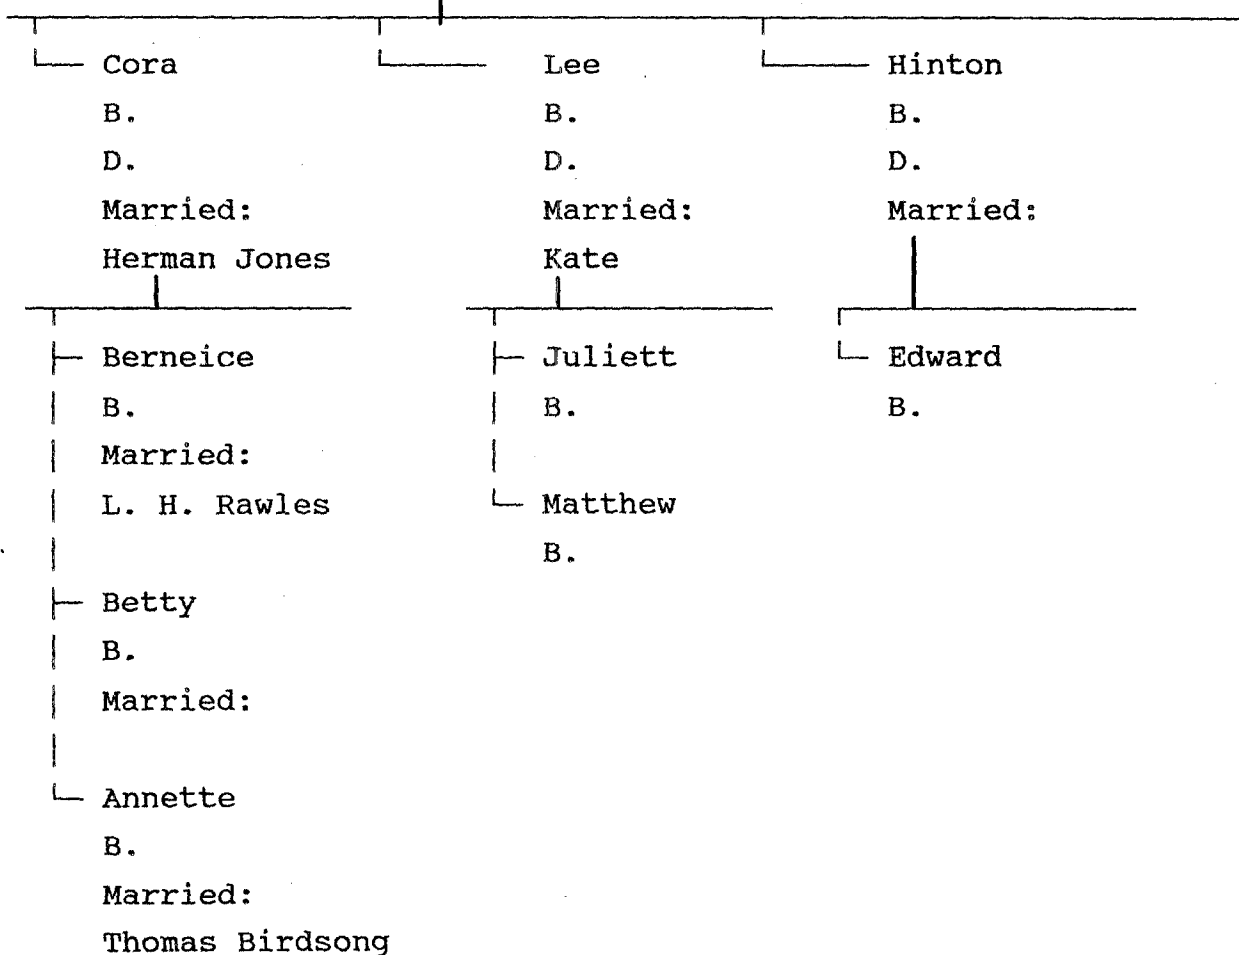 Cora
B.
D.
Married:
Herman Jones
Berneice
B.
Married:
L. H. Rawles
Betty
B.
Married:
Annette
B.
Married:
Thomas Birdsong
Lee
B.
D.
Married:
Kate
Juliett
B.
Matthew
B.
Hinton
B.
D.
Married:
Edward
B.